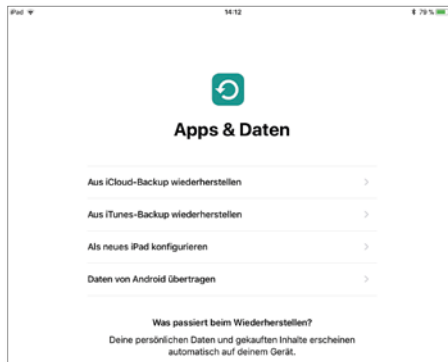 iPad 14:12 79 %
Apps & Daten
Aus iCloud-Backup wiederherstellen
Aus iTunes-Backup wiederherstellen
Als neues iPad konfigurieren
Daten von Android übertragen
Was passiert beim Wiederherstellen?
Deine persönlichen Daten und gekauften Inhalte erscheinen
automatisch auf deinem Gerät.